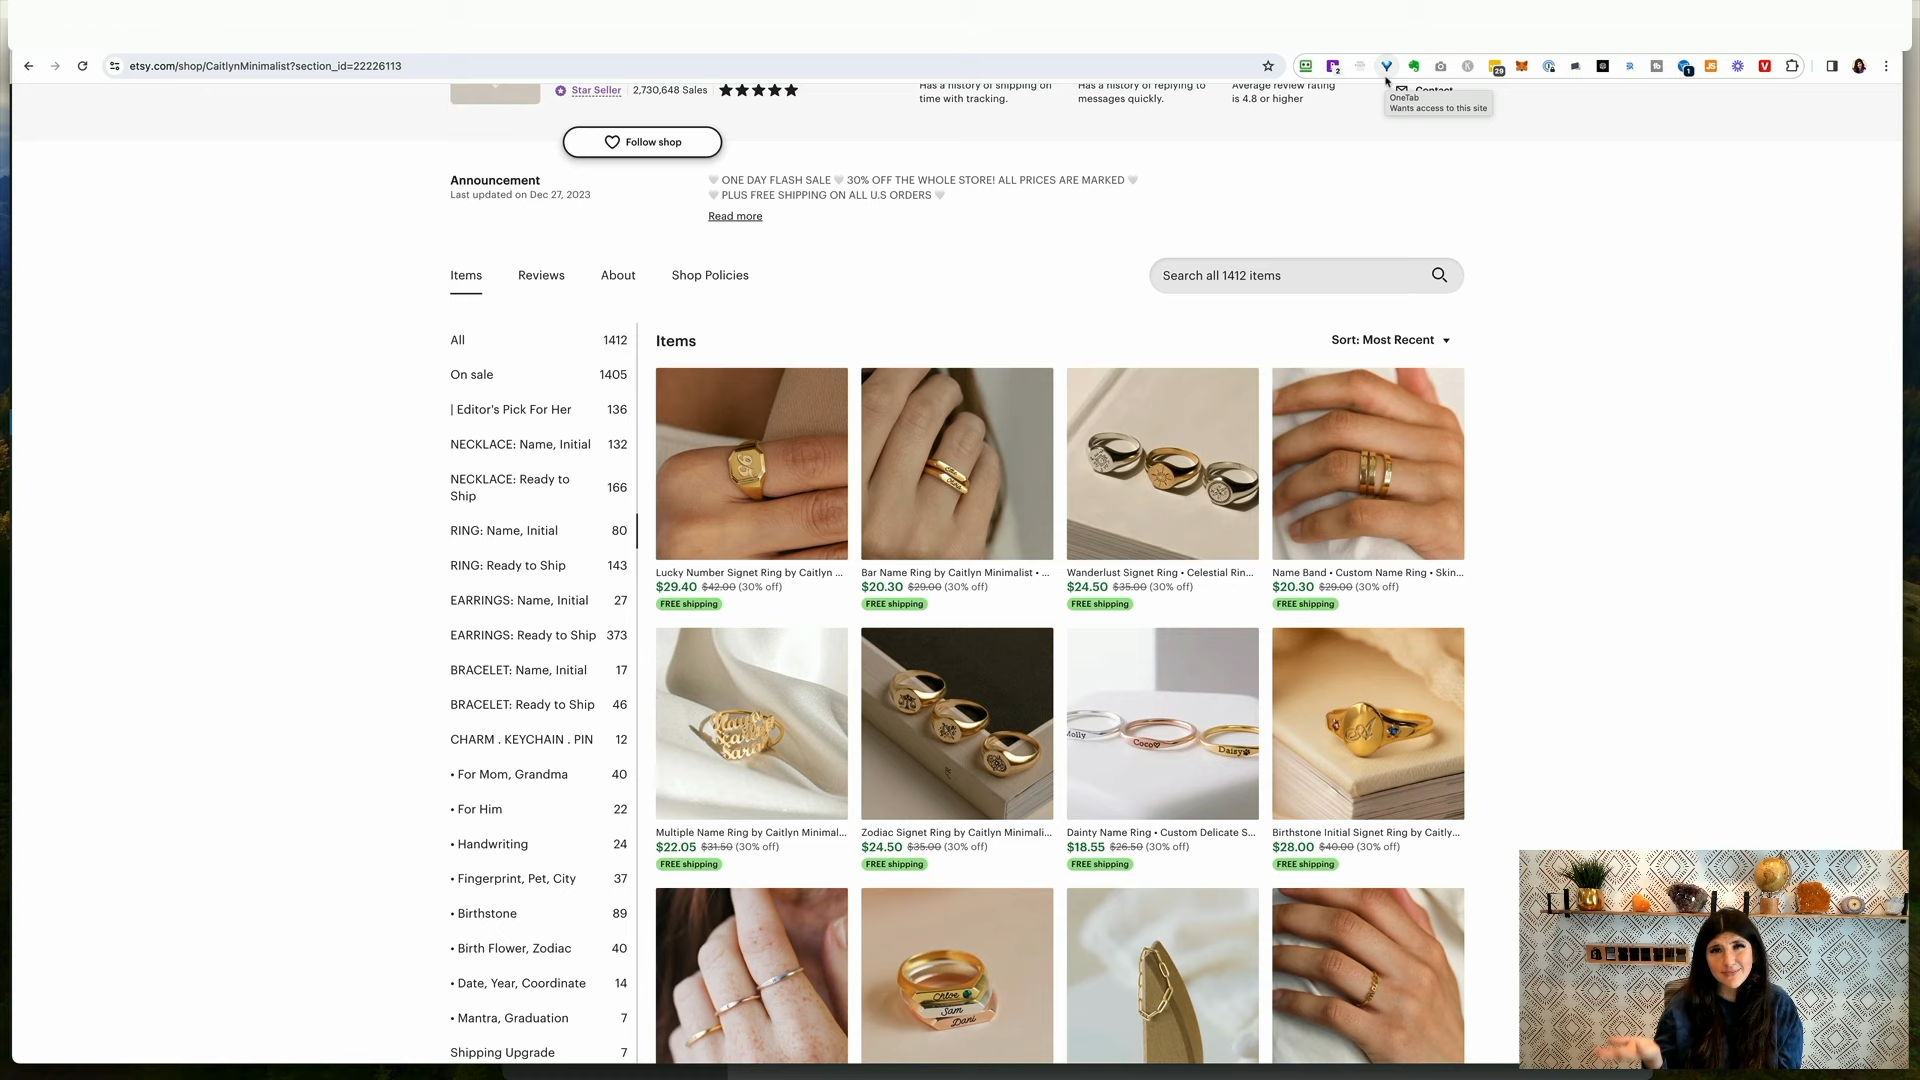 etsy.com/shop/CaitlynMinimalist?section_id=22226113
2
29
1
OneTab
Wants access to this site
Star Seller
2,730,648 Sales
Has a history of shipping on
time with tracking.
Has a history of replying to
messages quickly.
Average review rating
is 4.8 or higher
Contact
Follow shop
Announcement
Last updated on Dec 27, 2023
🤍 ONE DAY FLASH SALE 🤍 30% OFF THE WHOLE STORE! ALL PRICES ARE MARKED 🤍
🤍 PLUS FREE SHIPPING ON ALL U.S ORDERS 🤍
Read more
Items
Reviews
About
Shop Policies
Search all 1412 items
All 1412
On sale 1405
| Editor's Pick For Her 136
NECKLACE: Name, Initial 132
NECKLACE: Ready to
Ship 166
RING: Name, Initial 80
RING: Ready to Ship 143
EARRINGS: Name, Initial 27
EARRINGS: Ready to Ship 373
BRACELET: Name, Initial 17
BRACELET: Ready to Ship 46
CHARM . KEYCHAIN . PIN 12
• For Mom, Grandma 40
• For Him 22
• Handwriting 24
• Fingerprint, Pet, City 37
• Birthstone 89
• Birth Flower, Zodiac 40
• Date, Year, Coordinate 14
• Mantra, Graduation 7
Shipping Upgrade 7
Items
Sort: Most Recent
Lucky Number Signet Ring by Caitlyn ...
$29.40 $42.00 (30% off)
FREE shipping
Bar Name Ring by Caitlyn Minimalist • ...
$20.30 $29.00 (30% off)
FREE shipping
Wanderlust Signet Ring • Celestial Rin...
$24.50 $35.00 (30% off)
FREE shipping
Name Band • Custom Name Ring • Skin...
$20.30 $29.00 (30% off)
FREE shipping
Molly
Coco
Daisy
Multiple Name Ring by Caitlyn Minimal...
$22.05 $31.50 (30% off)
FREE shipping
Zodiac Signet Ring by Caitlyn Minimali...
$24.50 $35.00 (30% off)
FREE shipping
Dainty Name Ring • Custom Delicate S...
$18.55 $26.50 (30% off)
FREE shipping
Birthstone Initial Signet Ring by Caitly...
$28.00 $40.00 (30% off)
FREE shipping
Chloe
Sam
Dani